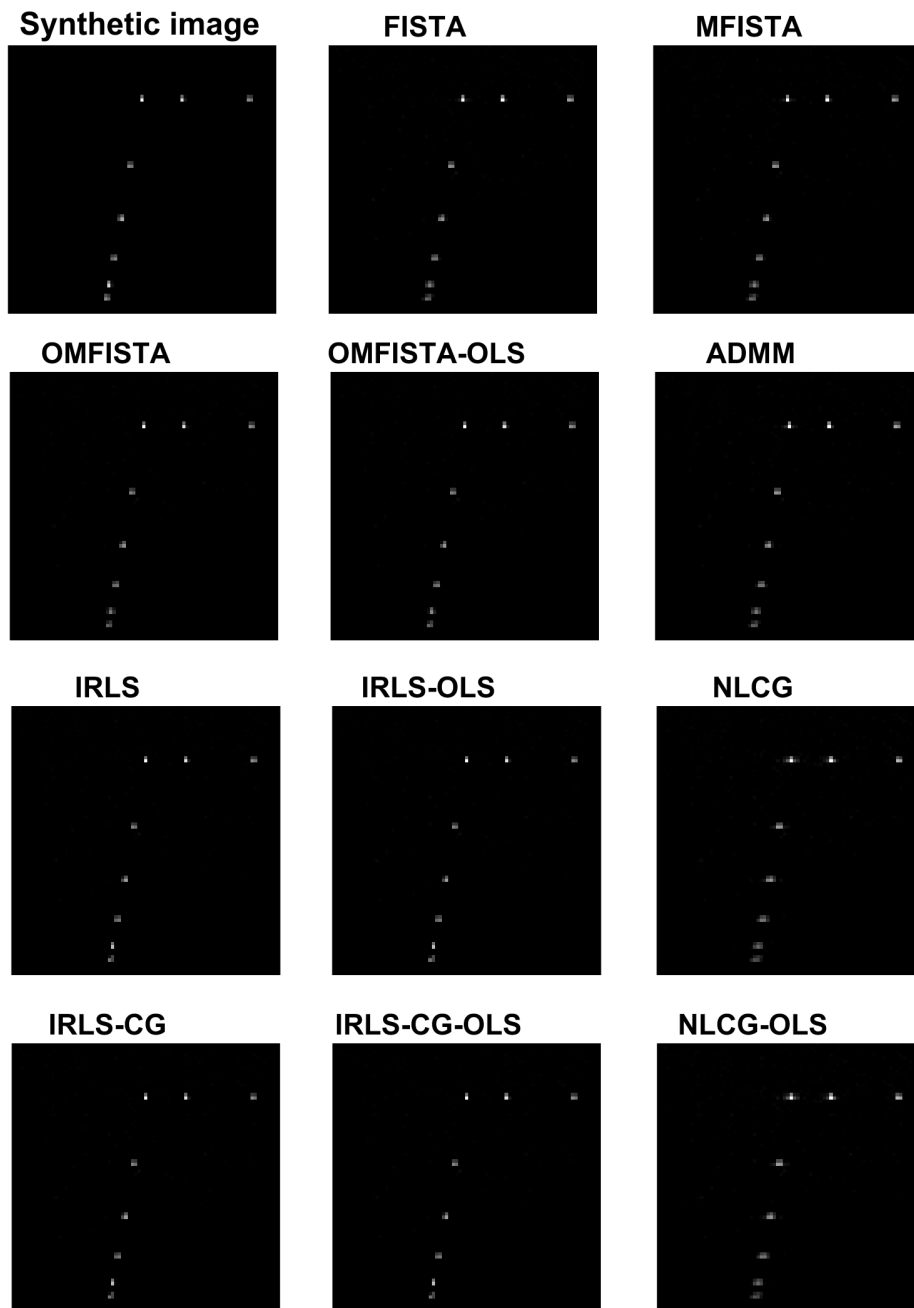 Synthetic image
FISTA
MFISTA
OMFISTA
OMFISTA-OLS
ADMM
IRLS
IRLS-OLS
NLCG
IRLS-CG
IRLS-CG-OLS
NLCG-OLS